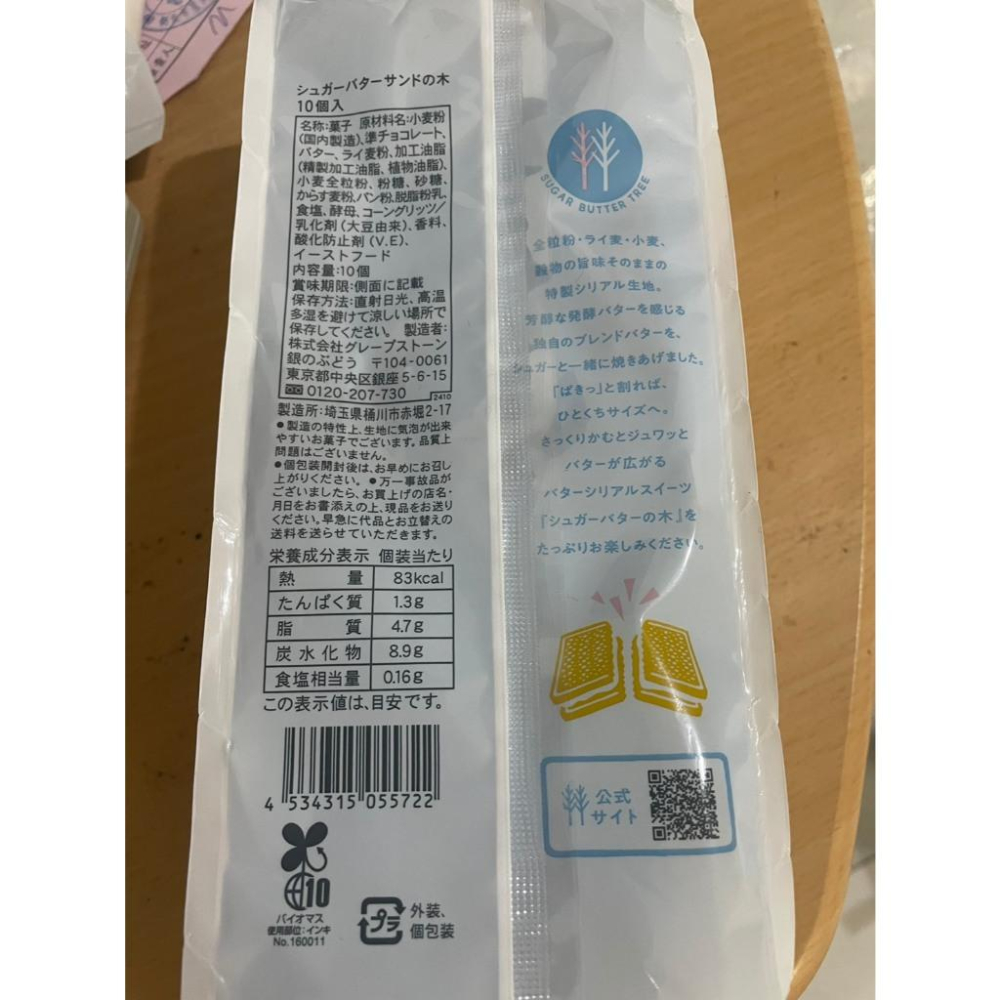 シュガーバターサンドの木
10個入
名称:菓子 原材料名:小麦粉
(国内製造)、準チョコレート、
バター、ライ麦粉、加工油脂
(精製加工油脂、植物油脂)、
小麦全粒粉、粉糖、砂糖、
からす麦粉、パン粉、脱脂粉乳、
食塩、酵母、コーングリッツ/
乳化剤(大豆由来)、香料、
酸化防止剤(V.E)、
イーストフード
内容量:10個
賞味期限:側面に記載
保存方法:直射日光、高温
多湿を避けて涼しい場所で
保存してください。 製造者:
株式会社グレープストーン
銀のぶどう 〒104-0061
東京都中央区銀座5-6-15
0120-207-730 2410
製造所:埼玉県桶川市赤堀2-17
●製造の特性上、生地に気泡が出来
やすいお菓子でございます。品質上
問題はございません。
●個包装開封後は、お早めにお召し
上がりください。●万一事故品が
ございましたら、お買上げの店名・
月日をお書添えの上、現品をお送り
ください。早急に代品とお立替えの
送料を送らせていただきます。
栄養成分表示 個装当たり
熱量 83kcal
たんぱく質 1.3g
脂質 4.7g
炭水化物 8.9g
食塩相当量 0.16g
この表示値は、目安です。
4 534315 055722
10
バイオマス
使用部位:インキ
No.160011
プラ
外装、
個包装
SUGAR BUTTER TREE
全粒粉・ライ麦・小麦、
穀物の旨味そのままの
特製シリアル生地。
芳醇な発酵バターを感じる
独自のブレンドバターを、
シュガーと一緒に焼きあげました。
「ぱきっ」と割れば、
ひとくちサイズへ。
さっくりかむとジュワッと
バターが広がる
バターシリアルスイーツ
『シュガーバターの木』を
たっぷりお楽しみください。
公式
サイト